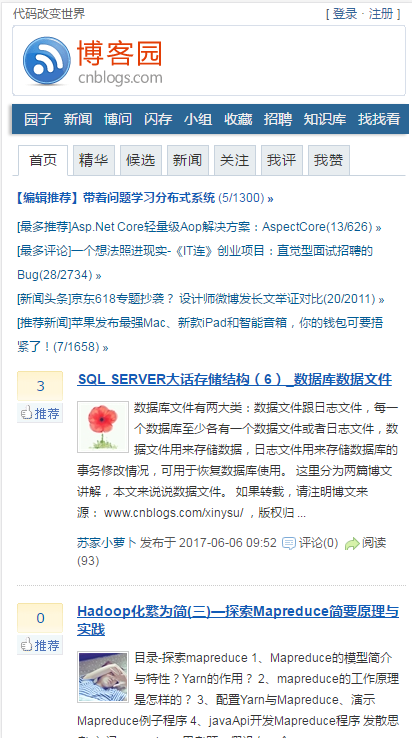 代码改变世界 [ 登录 · 注册 ]
博客园
cnblogs.com
园子 新闻 博问 闪存 小组 收藏 招聘 知识库 找找看
首页 精华 候选 新闻 关注 我评 我赞
【编辑推荐】带着问题学习分布式系统 (5/1300) »
[最多推荐]Asp.Net Core轻量级Aop解决方案：AspectCore(13/626) »
[最多评论]一个想法照进现实-《IT连》创业项目：直觉型面试招聘的
Bug(28/2734) »
[新闻头条]京东618专题抄袭？ 设计师微博发长文举证对比(20/2011) »
[推荐新闻]苹果发布最强Mac、新款iPad和智能音箱，你的钱包可要捂
紧了！(7/1658) »
3
推荐
SQL SERVER大话存储结构（6）_数据库数据文件
数据库文件有两大类：数据文件跟日志文件，每一
个数据库至少各有一个数据文件或者日志文件，数
据文件用来存储数据，日志文件用来存储数据库的
事务修改情况，可用于恢复数据库使用。 这里分为两篇博文
讲解，本文来说说数据文件。 如果转载，请注明博文来
源： www.cnblogs.com/xinysu/ ，版权归 ...
苏家小萝卜 发布于 2017-06-06 09:52 评论(0) 阅读
(93)
0
推荐
Hadoop化繁为简(三)—探索Mapreduce简要原理与
实践
目录-探索mapreduce 1、Mapreduce的模型简介
与特性？Yarn的作用？ 2、mapreduce的工作原理
是怎样的？ 3、配置Yarn与Mapreduce、演示
Mapreduce例子程序 4、javaApi开发Mapreduce程序 发散思